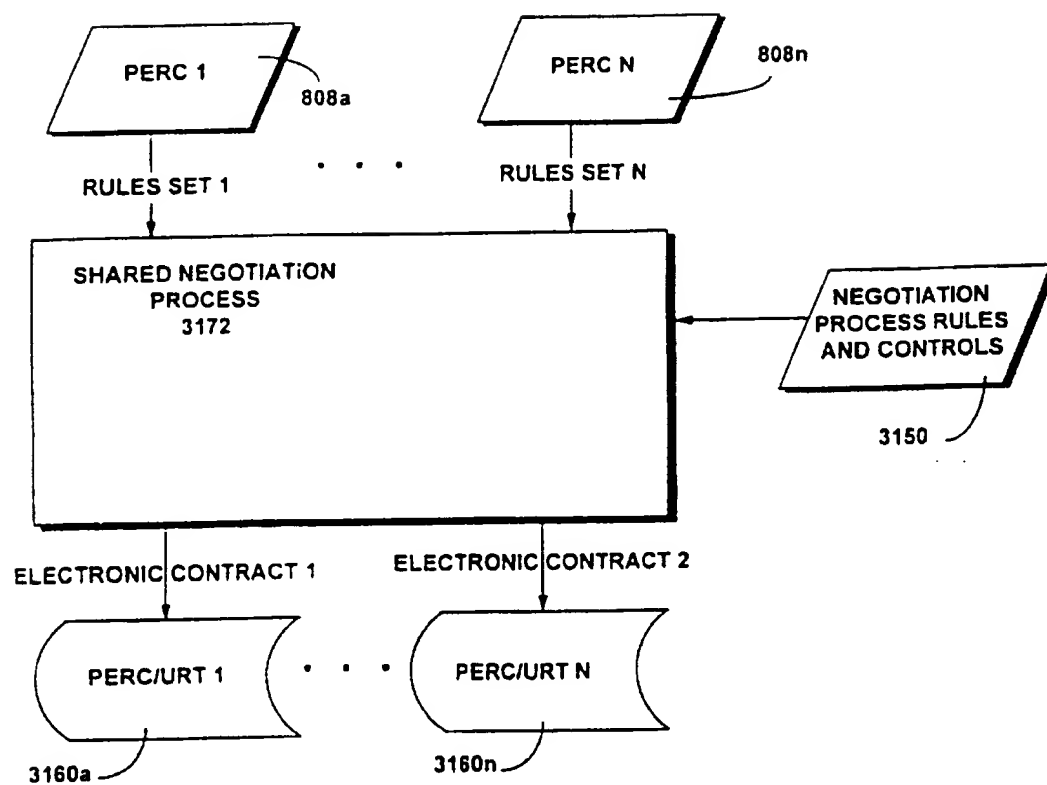 PERC 1
808a
PERC N
808n
RULES SET 1
RULES SET N
SHARED NEGOTIATiON
PROCESS
3172
NEGOTIATION
PROCESS RULES
AND CONTROLS
3150
ELECTRONIC CONTRACT 1
ELECTRONIC CONTRACT 2
PERC/URT 1
PERC/URT N
3160a
3160n